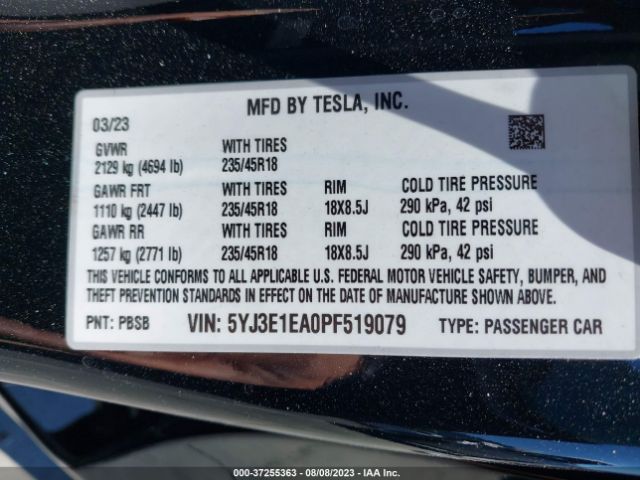 MFD BY TESLA, INC.
03/23
GVWR WITH TIRES
2129 kg (4694 lb) 235/45R18
GAWR FRT WITH TIRES RIM COLD TIRE PRESSURE
1110 kg (2447 lb) 235/45R18 18X8.5J 290 kPa, 42 psi
GAWR RR WITH TIRES RIM COLD TIRE PRESSURE
1257 kg (2771 lb) 235/45R18 18X8.5J 290 kPa, 42 psi
THIS VEHICLE CONFORMS TO ALL APPLICABLE U.S. FEDERAL MOTOR VEHICLE SAFETY, BUMPER, AND
THEFT PREVENTION STANDARDS IN EFFECT ON THE DATE OF MANUFACTURE SHOWN ABOVE.
PNT: PBSB VIN: 5YJ3E1EA0PF519079 TYPE: PASSENGER CAR
000-37255363 - 08/08/2023 - IAA Inc.